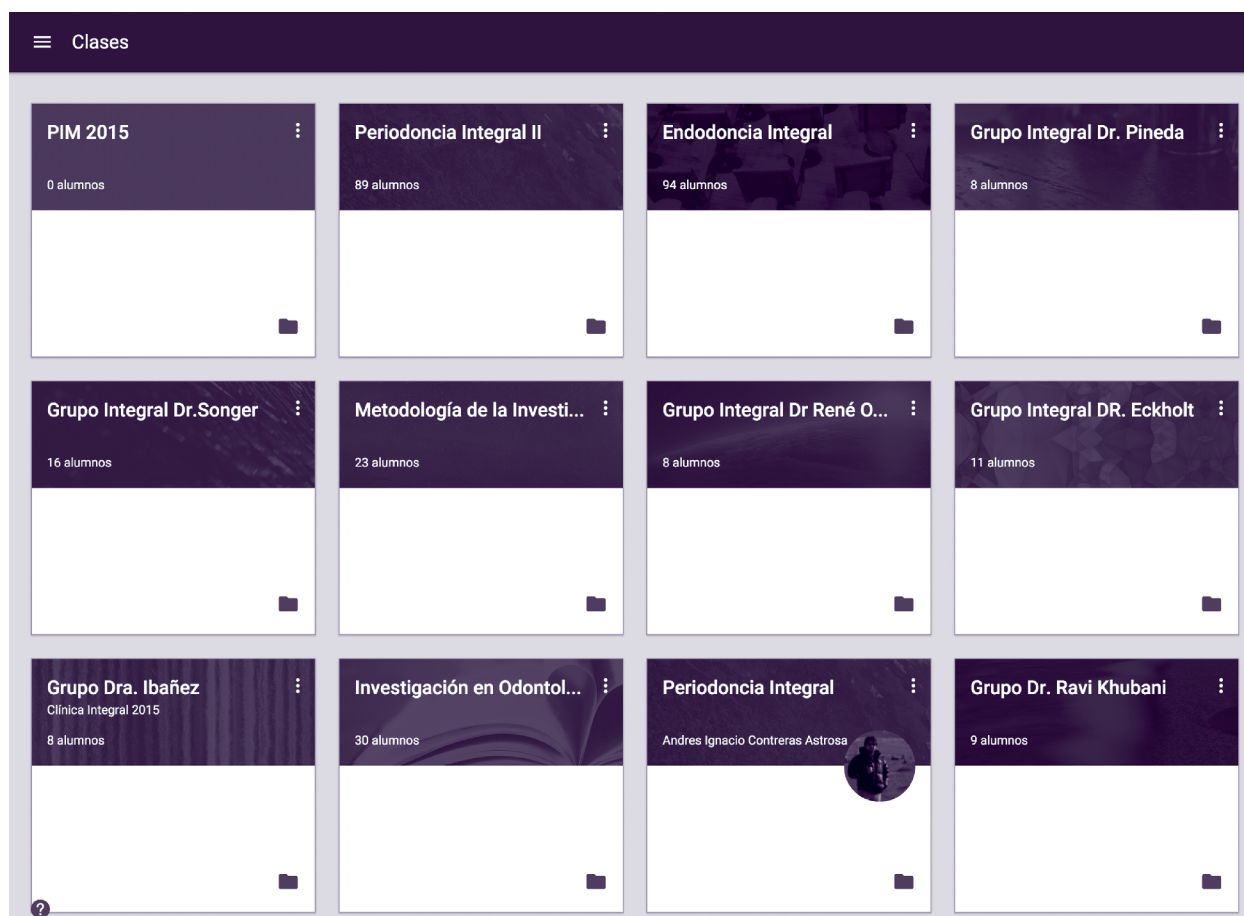 Clases
PIM 2015
0 alumnos
Periodoncia Integral II
89 alumnos
Endodoncia Integral
94 alumnos
Grupo Integral Dr. Pineda
8 alumnos
Grupo Integral Dr.Songer
16 alumnos
Metodología de la Investi...
23 alumnos
Grupo Integral Dr René O...
8 alumnos
Grupo Integral DR. Eckholt
11 alumnos
Grupo Dra. Ibañez
Clínica Integral 2015
8 alumnos
Investigación en Odontol...
30 alumnos
Periodoncia Integral
Andres Ignacio Contreras Astrosa
Grupo Dr. Ravi Khubani
9 alumnos
?